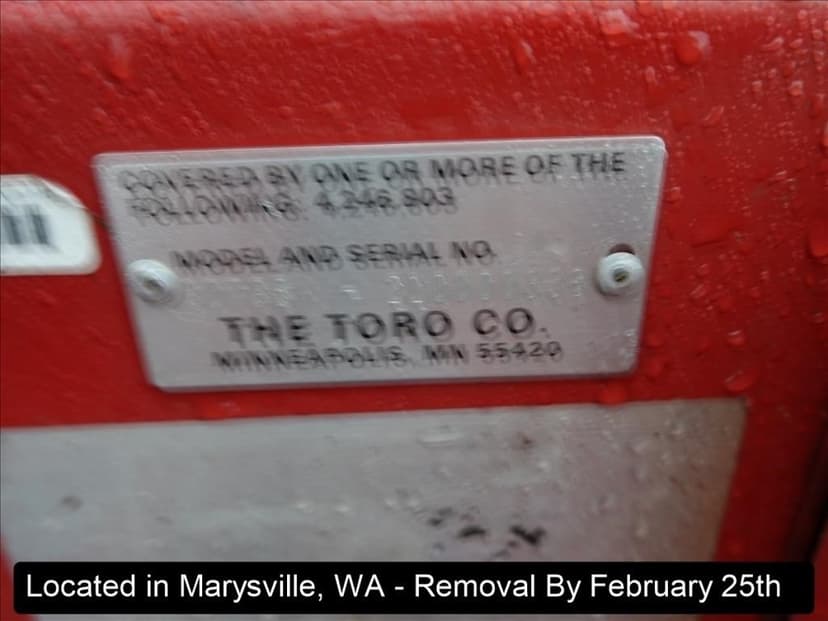 COVERED BY ONE OR MORE OF THE
FOLLOWING: 4,246,903
MODEL AND SERIAL NO.
THE TORO CO.
MINNEAPOLIS, MN 55420
Located in Marysville, WA - Removal By February 25th